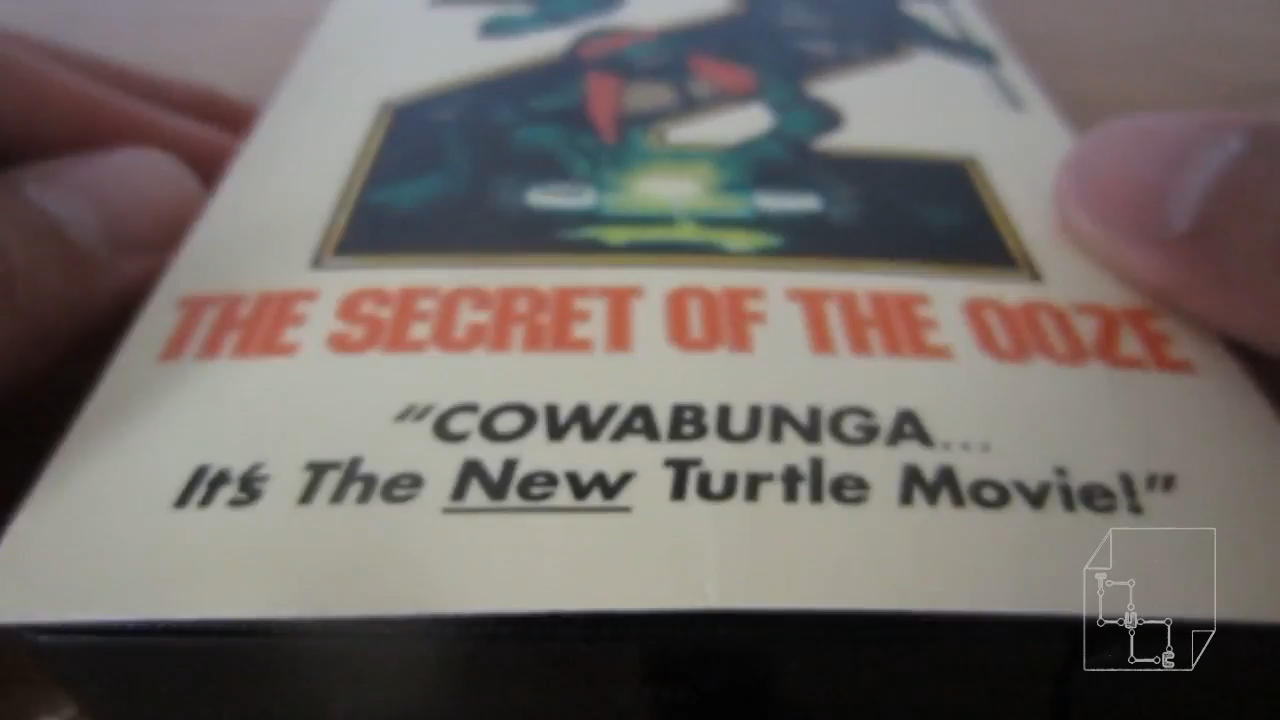 THE SECRET OF THE OOZE
"COWABUNGA...
It's The New Turtle Movie!"
T
U
C